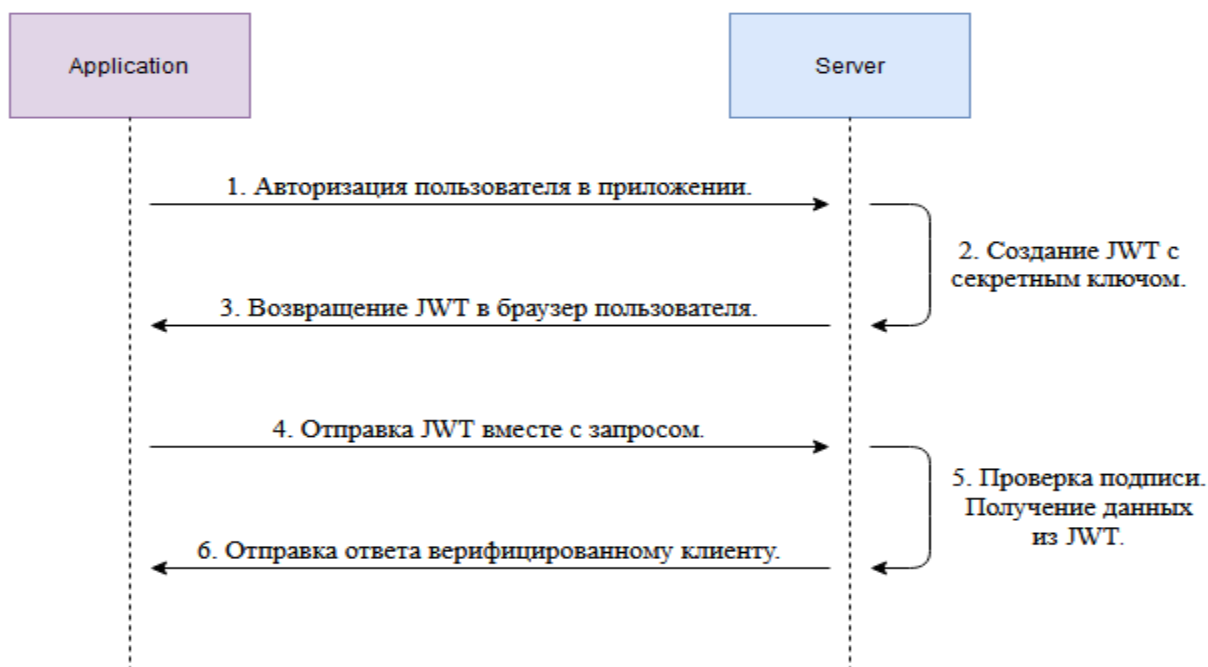 Application
Server
1. Авторизация пользователя в приложении.
2. Создание JWT с
секретным ключом.
3. Возвращение JWT в браузер пользователя.
4. Отправка JWT вместе с запросом.
5. Проверка подписи.
Получение данных
из JWT.
6. Отправка ответа верифицированному клиенту.